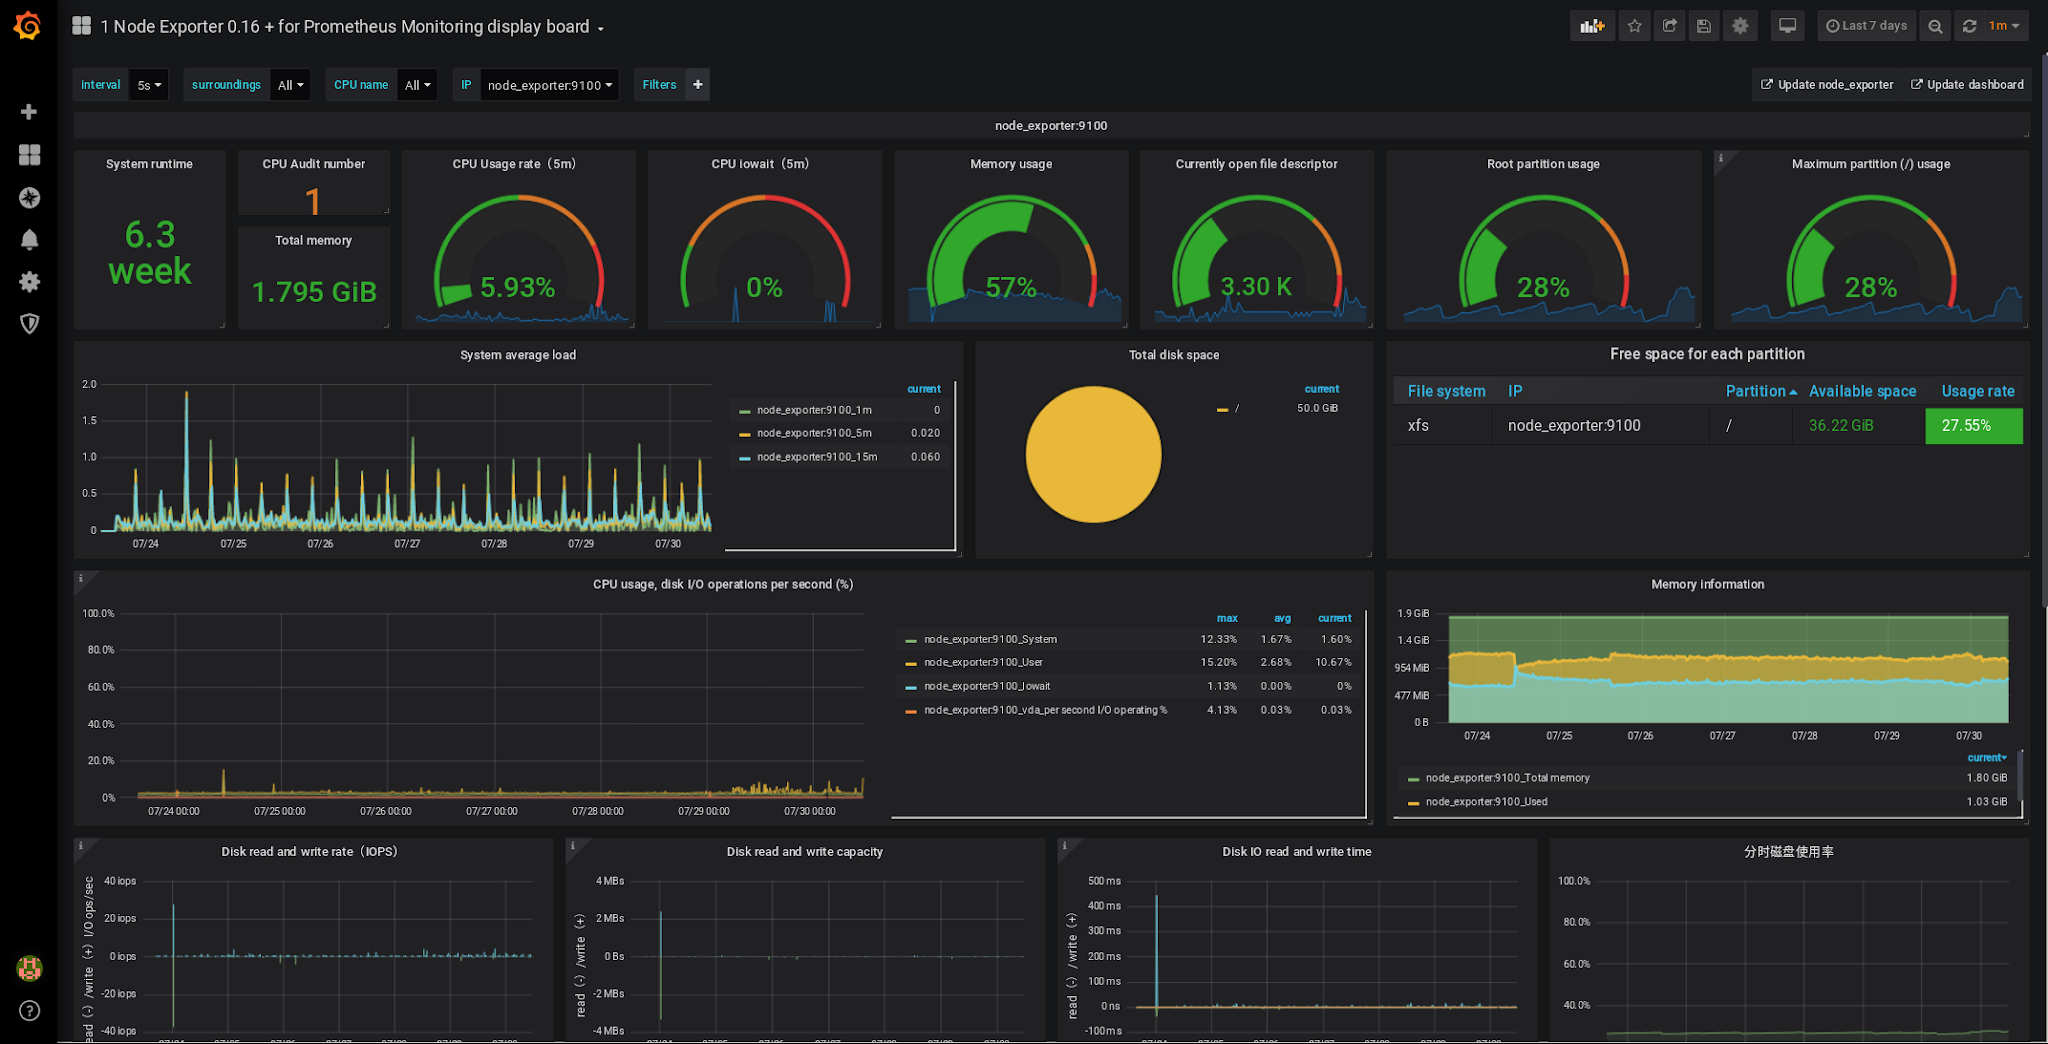 1 Node Exporter 0.16 + for Prometheus Monitoring display board
Last 7 days
1m
interval 5s
surroundings All
CPU name All
IP node_exporter:9100
Filters +
Update node_exporter
Update dashboard
node_exporter:9100
System runtime
6.3
week
CPU Audit number
1
Total memory
1.795 GiB
CPU Usage rate（5m）
5.93%
CPU iowait（5m）
0%
Memory usage
57%
Currently open file descriptor
3.30 K
Root partition usage
28%
i
Maximum partition (/) usage
28%
System average load
2.0
1.5
1.0
0.5
0
07/24 07/25 07/26 07/27 07/28 07/29 07/30
current
node_exporter:9100_1m 0
node_exporter:9100_5m 0.020
node_exporter:9100_15m 0.060
Total disk space
current
/ 50.0 GiB
Free space for each partition
File system IP Partition Available space Usage rate
xfs node_exporter:9100 / 36.22 GiB 27.55%
i
CPU usage, disk I/O operations per second (%)
100.0%
80.0%
60.0%
40.0%
20.0%
0%
07/24 00:00 07/25 00:00 07/26 00:00 07/27 00:00 07/28 00:00 07/29 00:00 07/30 00:00
max avg current
node_exporter:9100_System 12.33% 1.67% 1.60%
node_exporter:9100_User 15.20% 2.68% 10.67%
node_exporter:9100_Iowait 1.13% 0.00% 0%
node_exporter:9100_vda_per second I/O operating % 4.13% 0.03% 0.03%
Memory information
1.9 GiB
1.4 GiB
954 MiB
477 MiB
0 B
07/24 07/25 07/26 07/27 07/28 07/29 07/30
current
node_exporter:9100_Total memory 1.80 GiB
node_exporter:9100_Used 1.03 GiB
i
Disk read and write rate（IOPS）
read（-）/write（+）I/O ops/sec
40 iops
20 iops
0 iops
-20 iops
-40 iops
i
Disk read and write capacity
read（-）/write（+）
4 MBs
2 MBs
0 Bs
-2 MBs
-4 MBs
i
Disk IO read and write time
read（-）/ write（+）
500 ms
400 ms
300 ms
200 ms
100 ms
0 ns
-100 ms
分时磁盘使用率
100.0%
80.0%
60.0%
40.0%